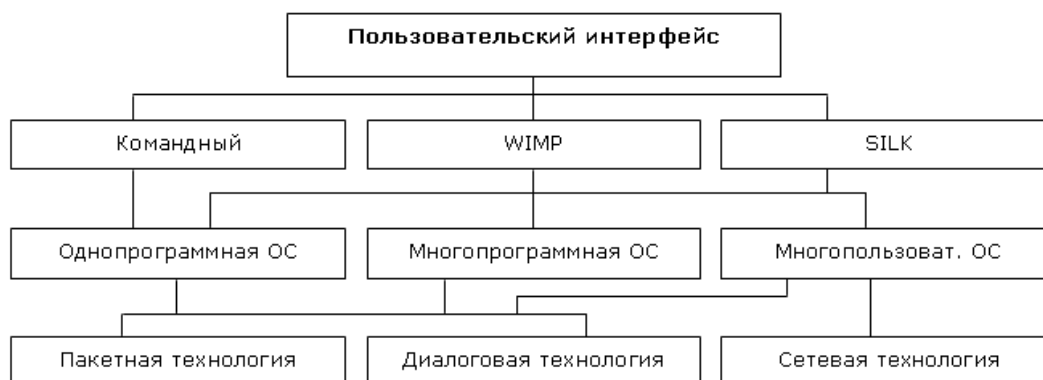 Пользовательский интерфейс
Командный
WIMP
SILK
Однопрограммная ОС
Многопрограммная ОС
Многопользоват. ОС
Пакетная технология
Диалоговая технология
Сетевая технология